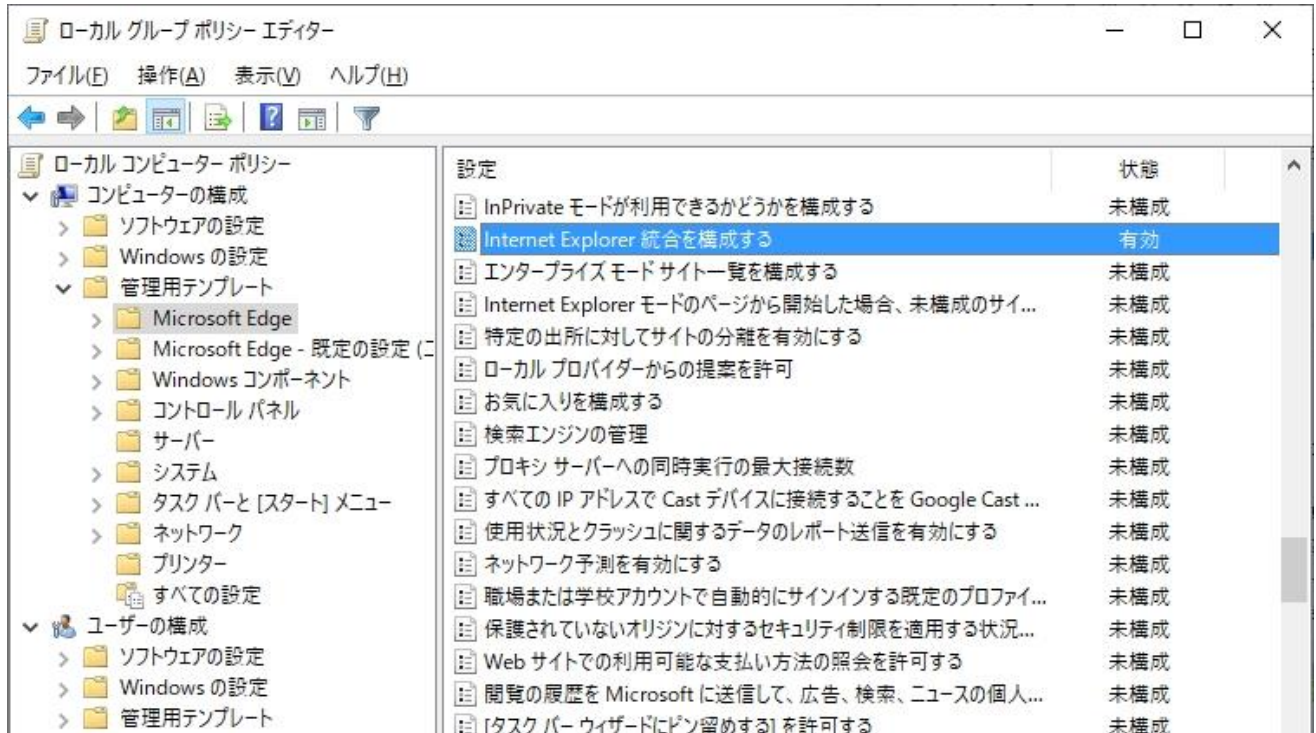 ローカル グループ ポリシー エディター
ファイル(F) 操作(A) 表示(V) ヘルプ(H)
ローカル コンピューター ポリシー
コンピューターの構成
ソフトウェアの設定
Windows の設定
管理用テンプレート
Microsoft Edge
Microsoft Edge - 既定の設定 (ニ
Windows コンポーネント
コントロール パネル
サーバー
システム
タスク バーと [スタート] メニュー
ネットワーク
プリンター
すべての設定
ユーザーの構成
ソフトウェアの設定
Windows の設定
管理用テンプレート
設定 状態
InPrivate モードが利用できるかどうかを構成する 未構成
Internet Explorer 統合を構成する 有効
エンタープライズ モード サイト一覧を構成する 未構成
Internet Explorer モードのページから開始した場合、未構成のサイ... 未構成
特定の出所に対してサイトの分離を有効にする 未構成
ローカル プロバイダーからの提案を許可 未構成
お気に入りを構成する 未構成
検索エンジンの管理 未構成
プロキシ サーバーへの同時実行の最大接続数 未構成
すべての IP アドレスで Cast デバイスに接続することを Google Cast ... 未構成
使用状況とクラッシュに関するデータのレポート送信を有効にする 未構成
ネットワーク予測を有効にする 未構成
職場または学校アカウントで自動的にサインインする既定のプロファイ... 未構成
保護されていないオリジンに対するセキュリティ制限を適用する状況... 未構成
Web サイトでの利用可能な支払い方法の照会を許可する 未構成
閲覧の履歴を Microsoft に送信して、広告、検索、ニュースの個人... 未構成
[タスク バー ウィザードにピン留めする] を許可する 未構成